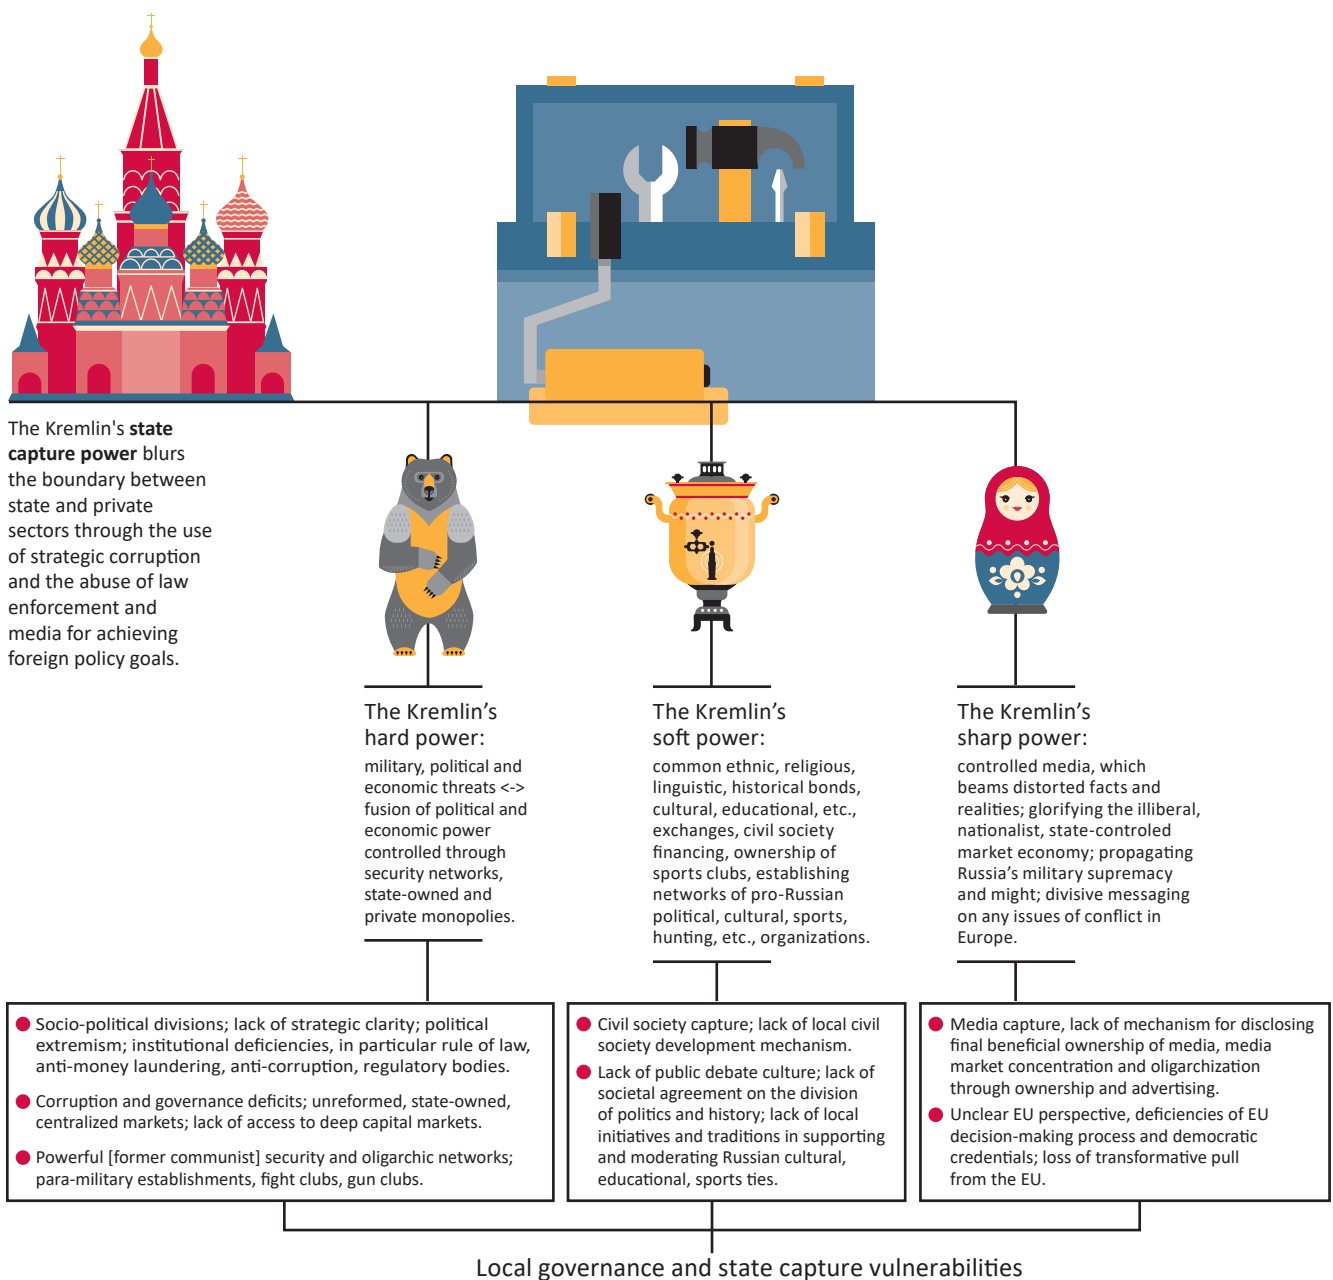 The Kremlin's state
capture power blurs
the boundary between
state and private
sectors through the use
of strategic corruption
and the abuse of law
enforcement and
media for achieving
foreign policy goals.
The Kremlin’s
hard power:
military, political and
economic threats <->
fusion of political and
economic power
controlled through
security networks,
state-owned and
private monopolies.
The Kremlin’s
soft power:
common ethnic, religious,
linguistic, historical bonds,
cultural, educational, etc.,
exchanges, civil society
financing, ownership of
sports clubs, establishing
networks of pro-Russian
political, cultural, sports,
hunting, etc., organizations.
The Kremlin’s
sharp power:
controlled media, which
beams distorted facts and
realities; glorifying the illiberal,
nationalist, state-controled
market economy; propagating
Russia’s military supremacy
and might; divisive messaging
on any issues of conflict in
Europe.
Socio-political divisions; lack of strategic clarity; political
extremism; institutional deficiencies, in particular rule of law,
anti-money laundering, anti-corruption, regulatory bodies.
Corruption and governance deficits; unreformed, state-owned,
centralized markets; lack of access to deep capital markets.
Powerful [former communist] security and oligarchic networks;
para-military establishments, fight clubs, gun clubs.
Civil society capture; lack of local civil
society development mechanism.
Lack of public debate culture; lack of
societal agreement on the division
of politics and history; lack of local
initiatives and traditions in supporting
and moderating Russian cultural,
educational, sports ties.
Media capture, lack of mechanism for disclosing
final beneficial ownership of media, media
market concentration and oligarchization
through ownership and advertising.
Unclear EU perspective, deficiencies of EU
decision-making process and democratic
credentials; loss of transformative pull
from the EU.
Local governance and state capture vulnerabilities